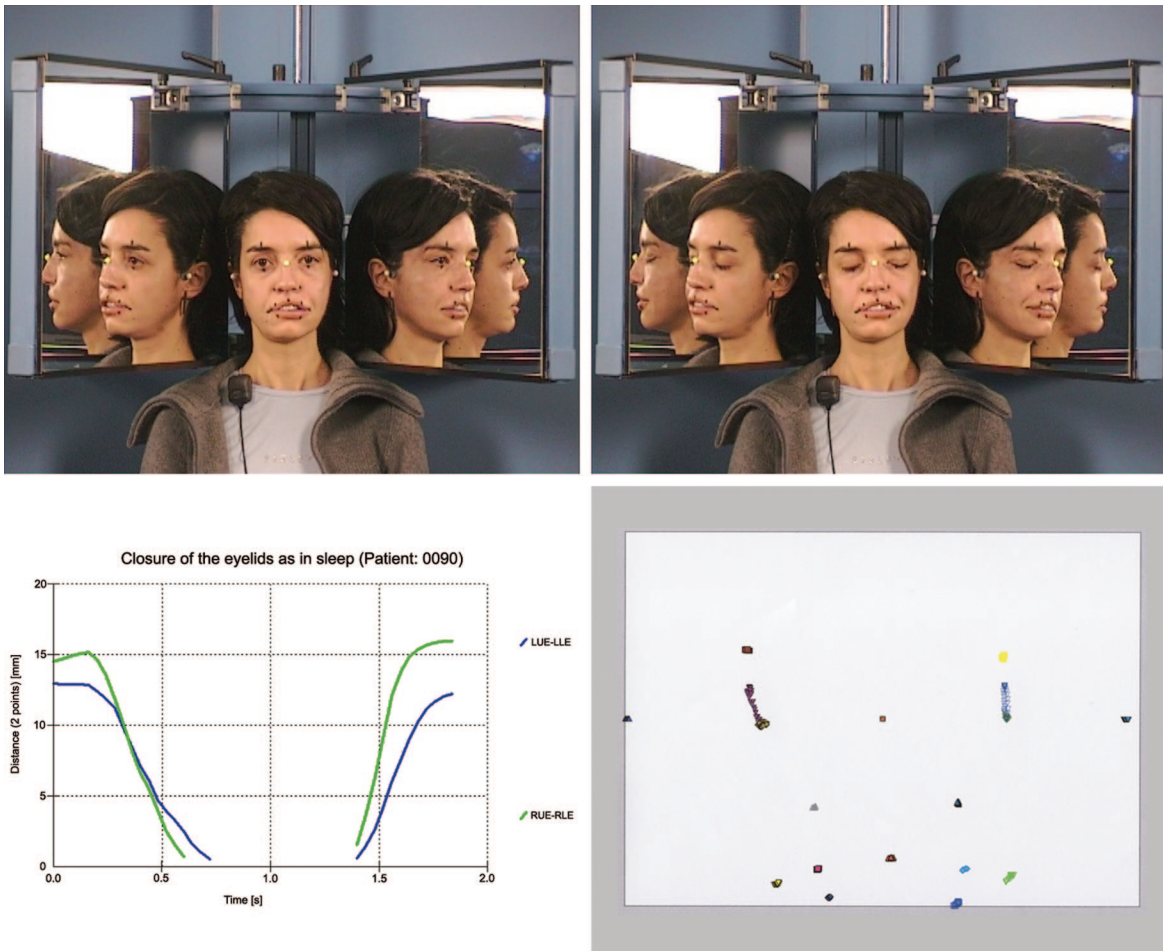 Closure of the eyelids as in sleep (Patient: 0090)
20
15
10
5
0
Distance (2 points) [mm]
0.0 0.5 1.0 1.5 2.0
Time [s]
LUE-LLE
RUE-RLE